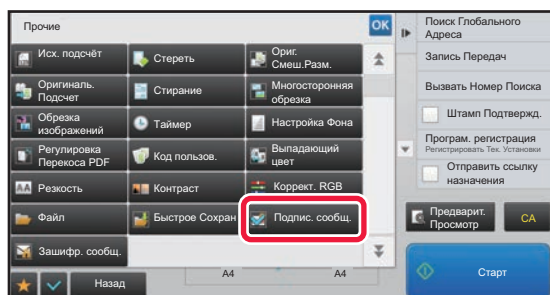 Прочие
OK
Исх. подсчёт
Стереть
Ориг.
Смеш.Разм.
Оригиналь.
Подсчет
Стирание
Многосторонняя
обрезка
Обрезка
изображений
Таймер
Настройка Фона
Регулировка
Перекоса PDF
Код пользов.
Выпадающий
цвет
Резкость
Контраст
Коррект. RGB
Файл
Быстрое Сохран
Подпис. сообщ.
Зашифр. сообщ.
Назад
A4
A4
Поиск Глобального
Адреса
Запись Передач
Вызвать Номер Поиска
Штамп Подтвержд.
Програм. регистрация
Регистрировать Тек. Установки
Отправить ссылку
назначения
Предварит.
Просмотр
CA
Старт